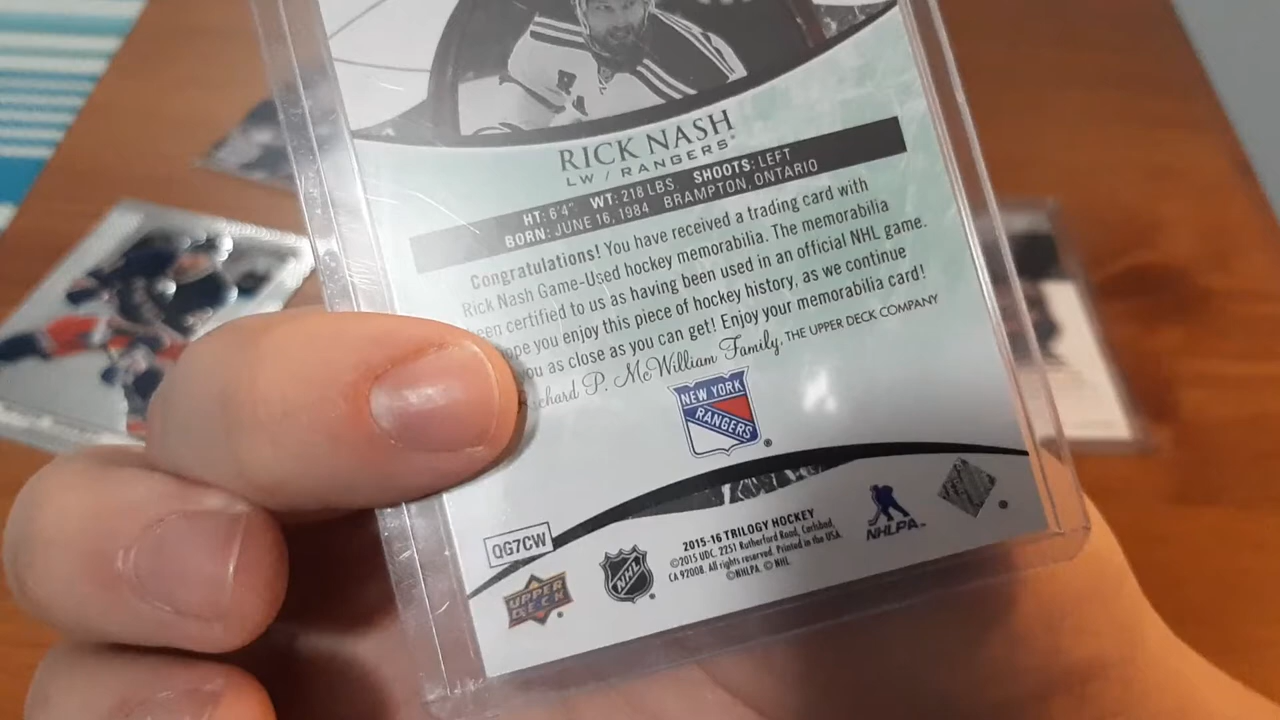 RICK NASH
LW / RANGERS®
HT: 6'4" WT: 218 LBS. SHOOTS: LEFT
BORN: JUNE 16, 1984 BRAMPTON, ONTARIO
Congratulations! You have received a trading card with
Rick Nash Game-Used hockey memorabilia. The memorabilia
een certified to us as having been used in an official NHL game.
ope you enjoy this piece of hockey history, as we continue
you as close as you can get! Enjoy your memorabilia card!
chard P. McWilliam Family, THE UPPER DECK COMPANY
NEW YORK
RANGERS
®
QG7CW
UPPER
DECK
®
NHL
®
2015-16 TRILOGY HOCKEY
©2015 UDC. 2251 Rutherford Road, Carlsbad,
CA 92008. All rights reserved. Printed in the USA.
©NHLPA. © NHL
NHLPA™
®